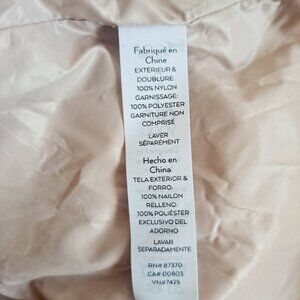 Fabriqué en
Chine
EXTÉRIEUR &
DOUBLURE:
100% NYLON
GARNISSAGE:
100% POLYESTER
GARNITURE NON
COMPRISE
LAVER
SÉPARÉMENT
Hecho en
China
TELA EXTERIOR &
FORRO:
100% NAILON
RELLENO:
100% POLIÉSTER
EXCLUSIVO DEL
ADORNO
LAVAR
SEPARADAMENTE
RN# 87370
CA# 00803
VN#7425